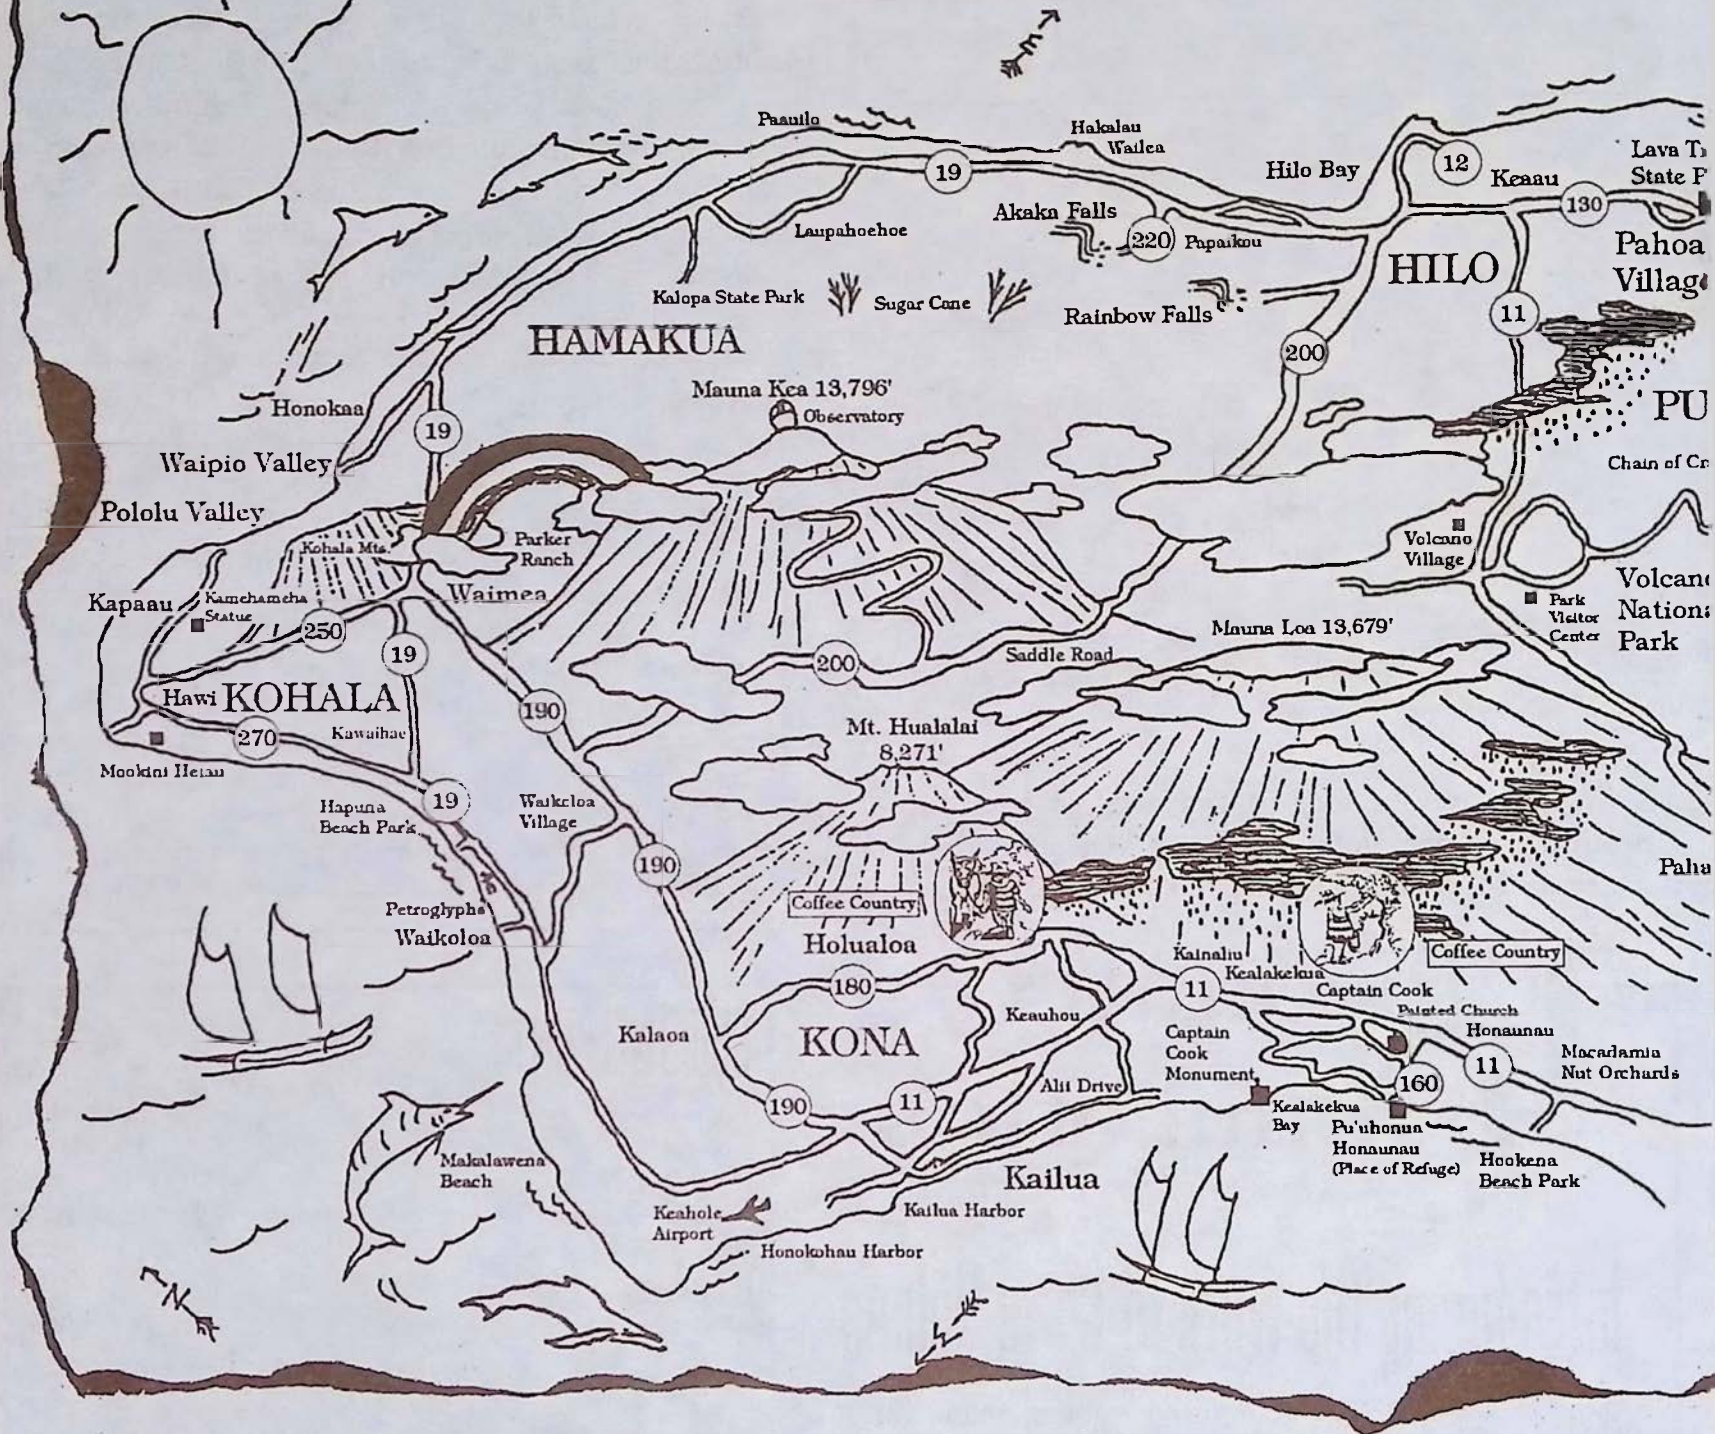 E
Paauilo
Hakalau
Wailea
Hilo Bay
12
Keaau
Lava T
State P
19
130
Akaka Falls
220
Papaikou
Laupahoehoe
Pahoa
Village
HILO
Kalopa State Park
Sugar Cane
Rainbow Falls
11
HAMAKUA
200
Mauna Kea 13,796'
Observatory
PU
Honokaa
19
Waipio Valley
Chain of Cr
Pololu Valley
Kohala Mts.
Parker
Ranch
Volcano
Village
Kapaau
Kamehameha
Statue
Waimea
250
Park
Visitor
Center
Volcano
Nationa
Park
Mauna Loa 13,679'
19
200
Saddle Road
Hawi
KOHALA
190
270
Kawaihae
Mt. Hualalai
8,271'
Mookini Heiau
19
Hapuna
Beach Park
Waikoloa
Village
190
Paha
Coffee Country
Petroglyphs
Waikoloa
Holualoa
Kainaliu
Kealakekua
Coffee Country
180
11
Captain Cook
Painted Church
Keauhou
Honaunau
Kalaoa
KONA
Captain
Cook
Monument
11
Macadamia
Nut Orchards
Alii Drive
160
190
11
Kealakekua
Bay
Pu'uhonua
Honaunau
(Place of Refuge)
Makalawena
Beach
Hookena
Beach Park
Kailua
Keahole
Airport
Kailua Harbor
Honokohau Harbor
N
W